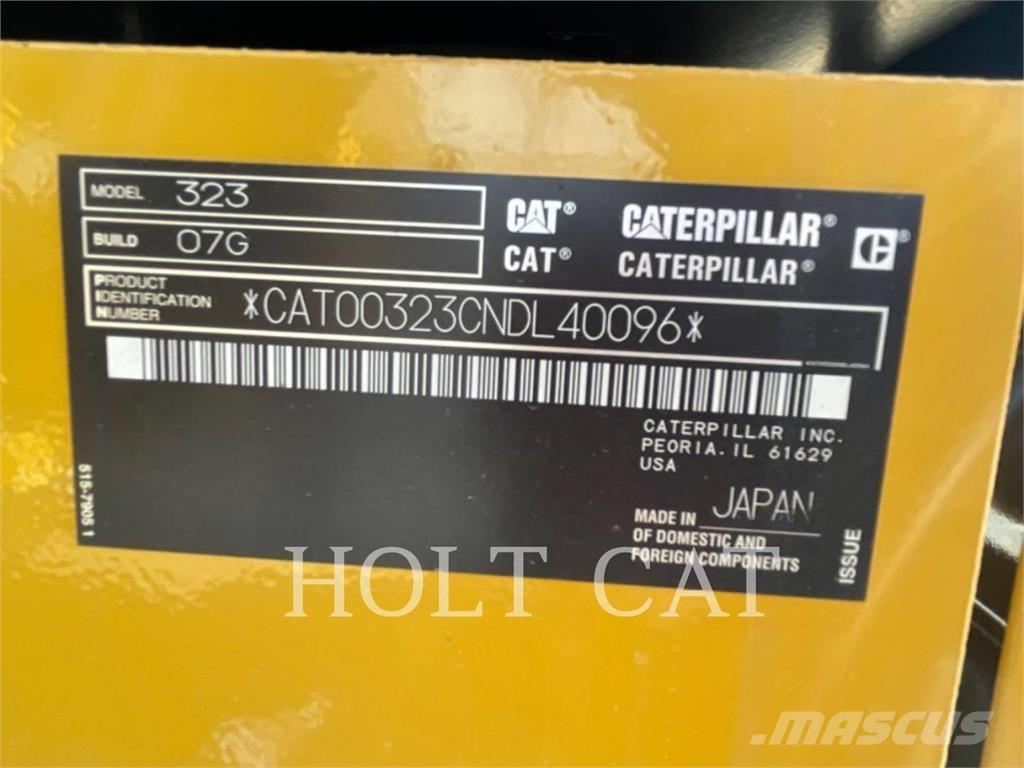 MODEL 323
BUILD 07G
CAT® CATERPILLAR® C®
CAT® CATERPILLAR®
PRODUCT
IDENTIFICATION
NUMBER
*CAT00323CNDL40096*
CATERPILLAR INC.
PEORIA. IL 61629
USA
MADE IN JAPAN
OF DOMESTIC AND
FOREIGN COMPONENTS
515-7905 1
ISSUE
HOLT CAT
MASCUS